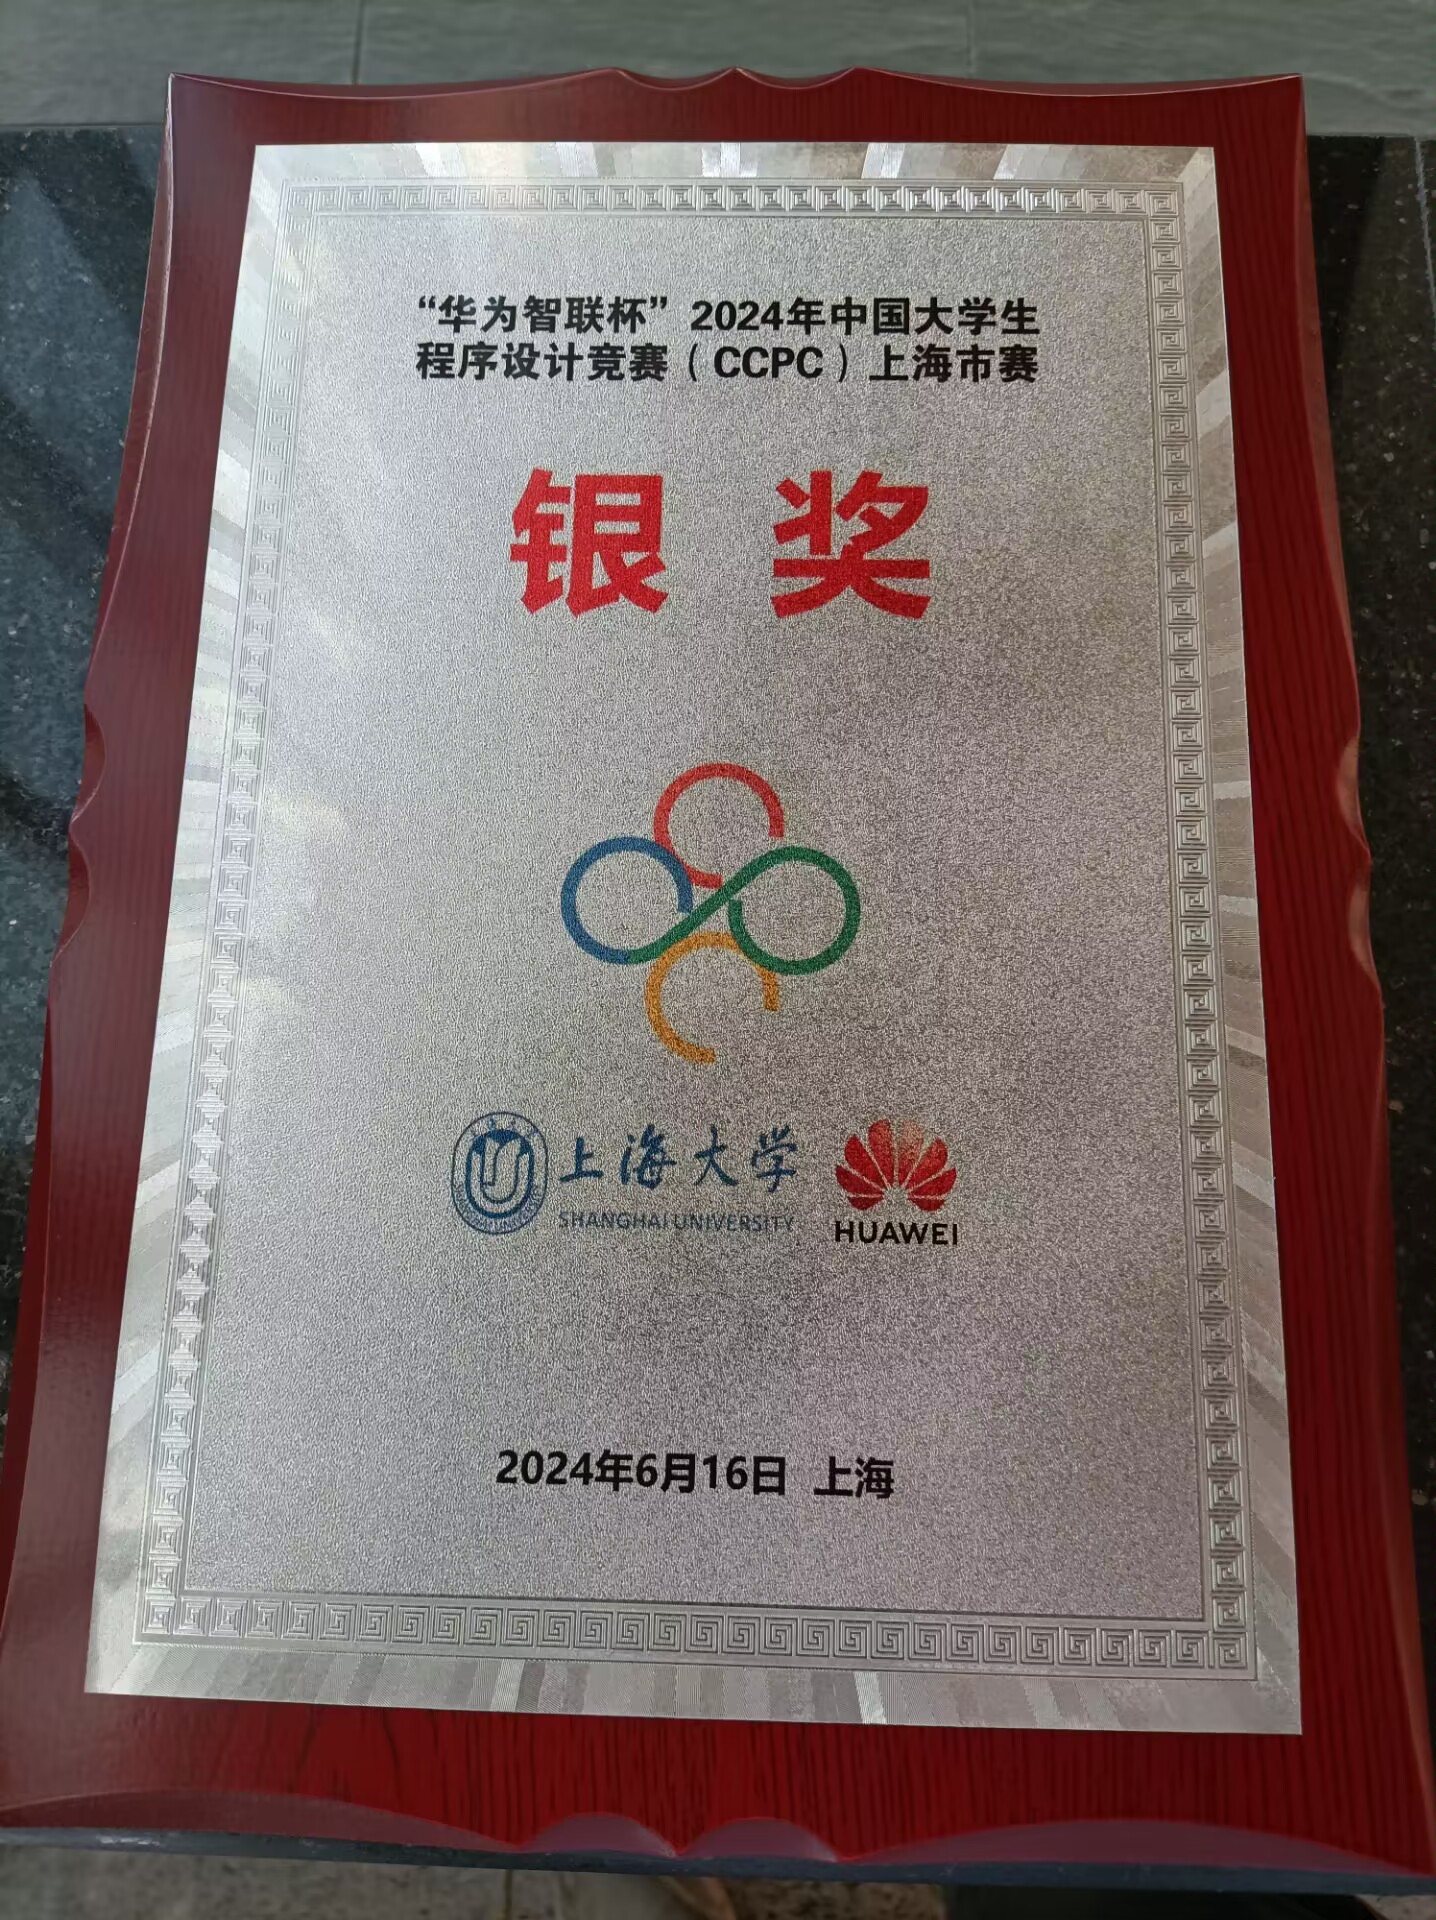 “华为智联杯”2024年中国大学生
程序设计竞赛（CCPC）上海市赛
银奖
上海大学
SHANGHAI UNIVERSITY
HUAWEI
2024年6月16日 上海